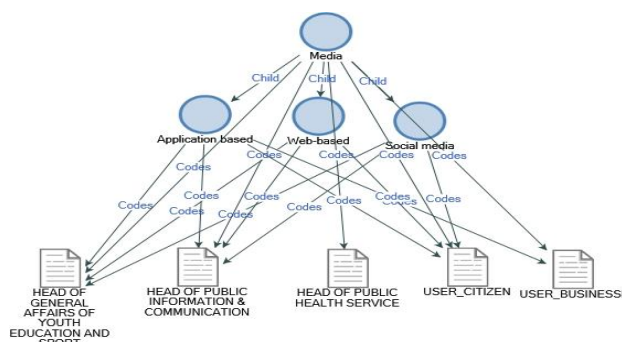 Media
Child
Child
Child
Application based
Web-based
Social media
Codes
Codes
Codes
Codes
Codes
Codes
Codes
Codes
Codes
Codes
Codes
Codes
Codes
Codes
HEAD OF
GENERAL
AFFAIRS OF
YOUTH
EDUCATION AND
SPORT
HEAD OF PUBLIC
INFORMATION &
COMMUNICATION
HEAD OF PUBLIC
HEALTH SERVICE
USER_CITIZEN
USER_BUSINESS